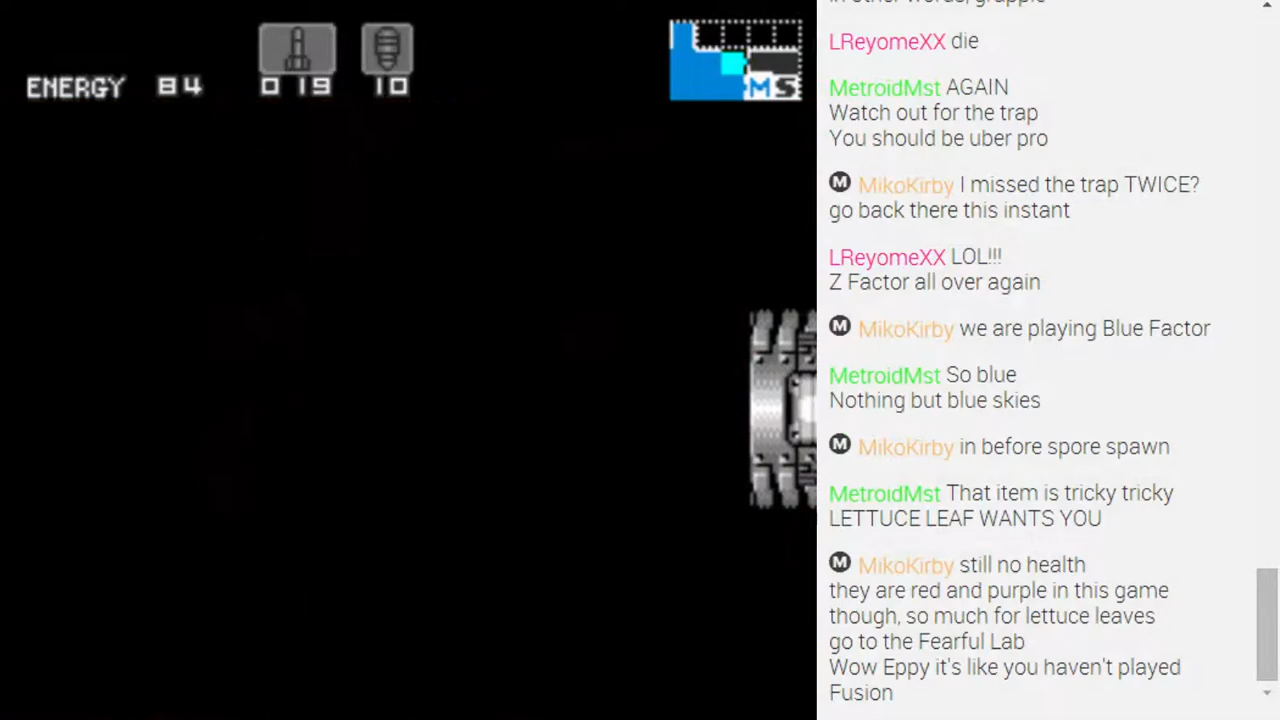 ENERGY 84
019
10
MS
in other words, grapple
LReyomeXX die
MetroidMst AGAIN
Watch out for the trap
You should be uber pro
M MikoKirby I missed the trap TWICE?
go back there this instant
LReyomeXX LOL!!!
Z Factor all over again
M MikoKirby we are playing Blue Factor
MetroidMst So blue
Nothing but blue skies
M MikoKirby in before spore spawn
MetroidMst That item is tricky tricky
LETTUCE LEAF WANTS YOU
M MikoKirby still no health
they are red and purple in this game
though, so much for lettuce leaves
go to the Fearful Lab
Wow Eppy it's like you haven't played
Fusion